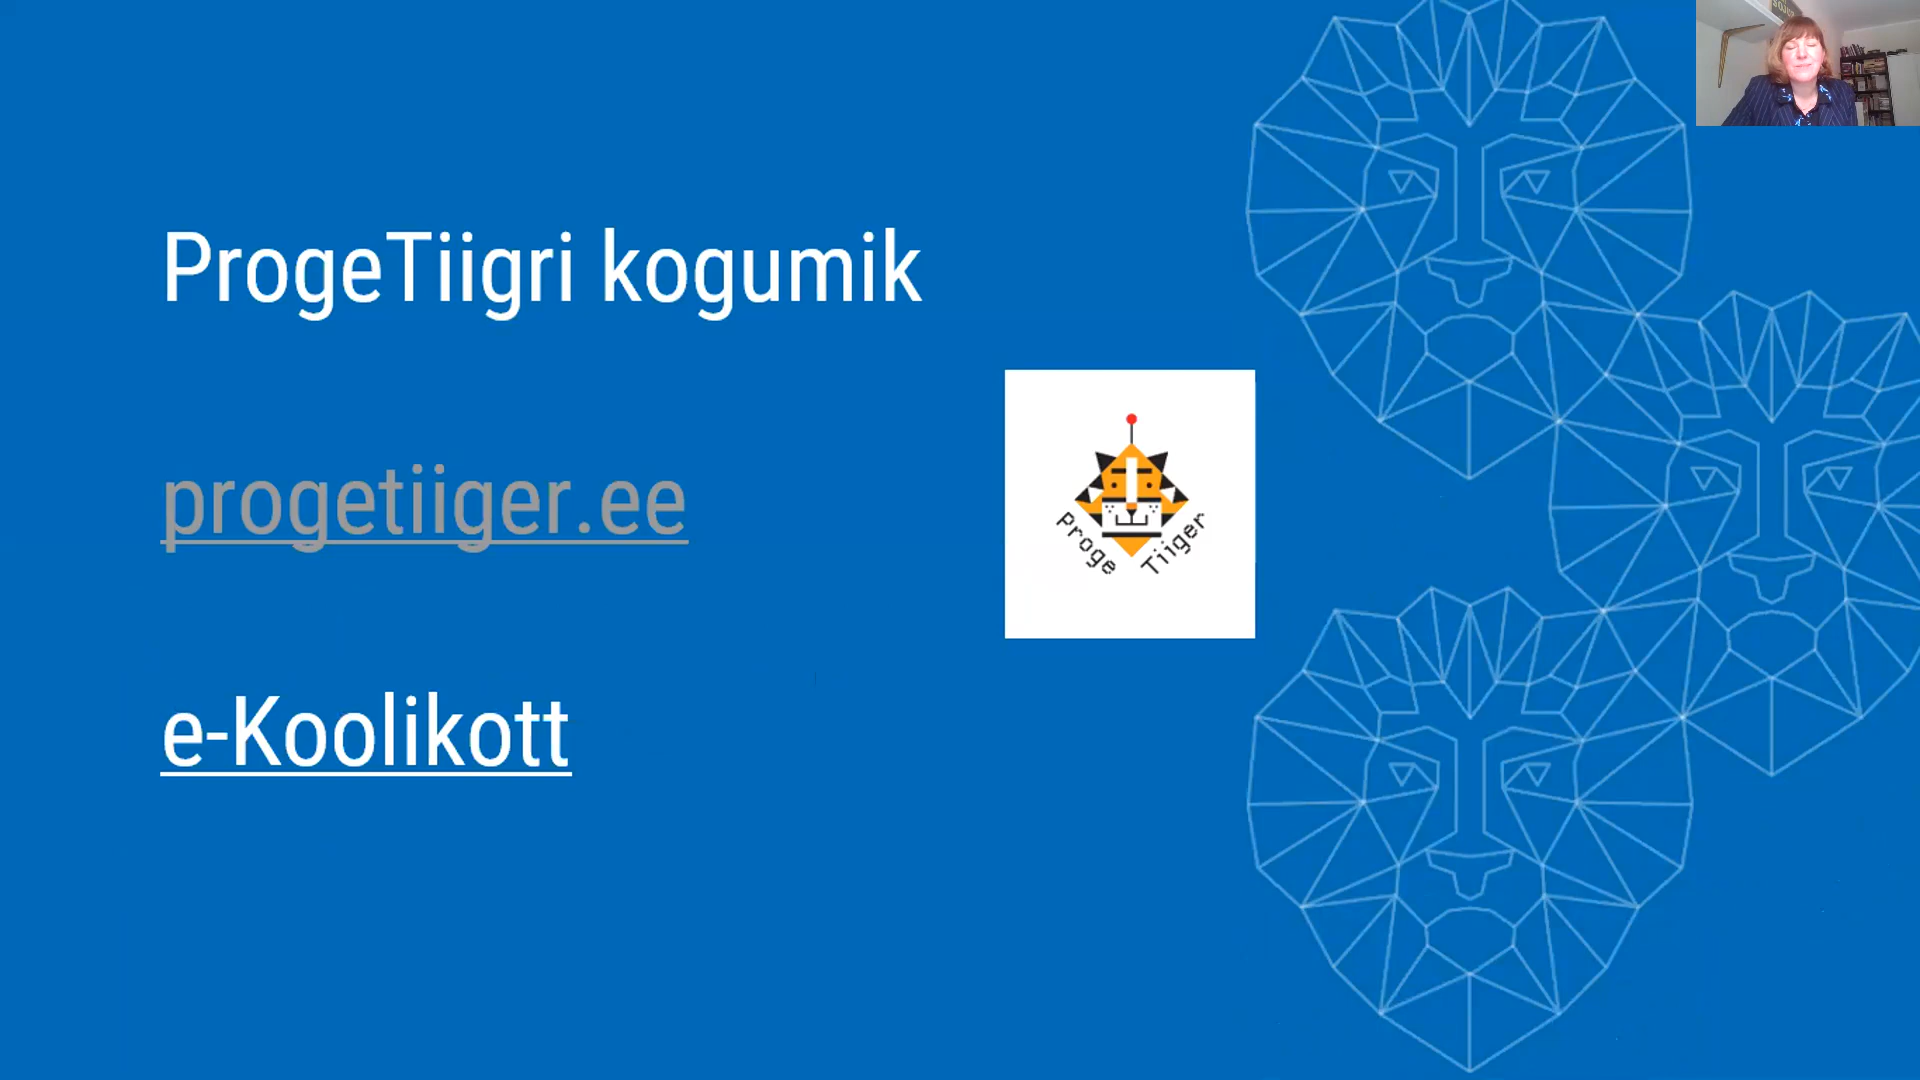 ProgeTiigri kogumik
progetiiger.ee
Proge Tiiger
e-Koolikott